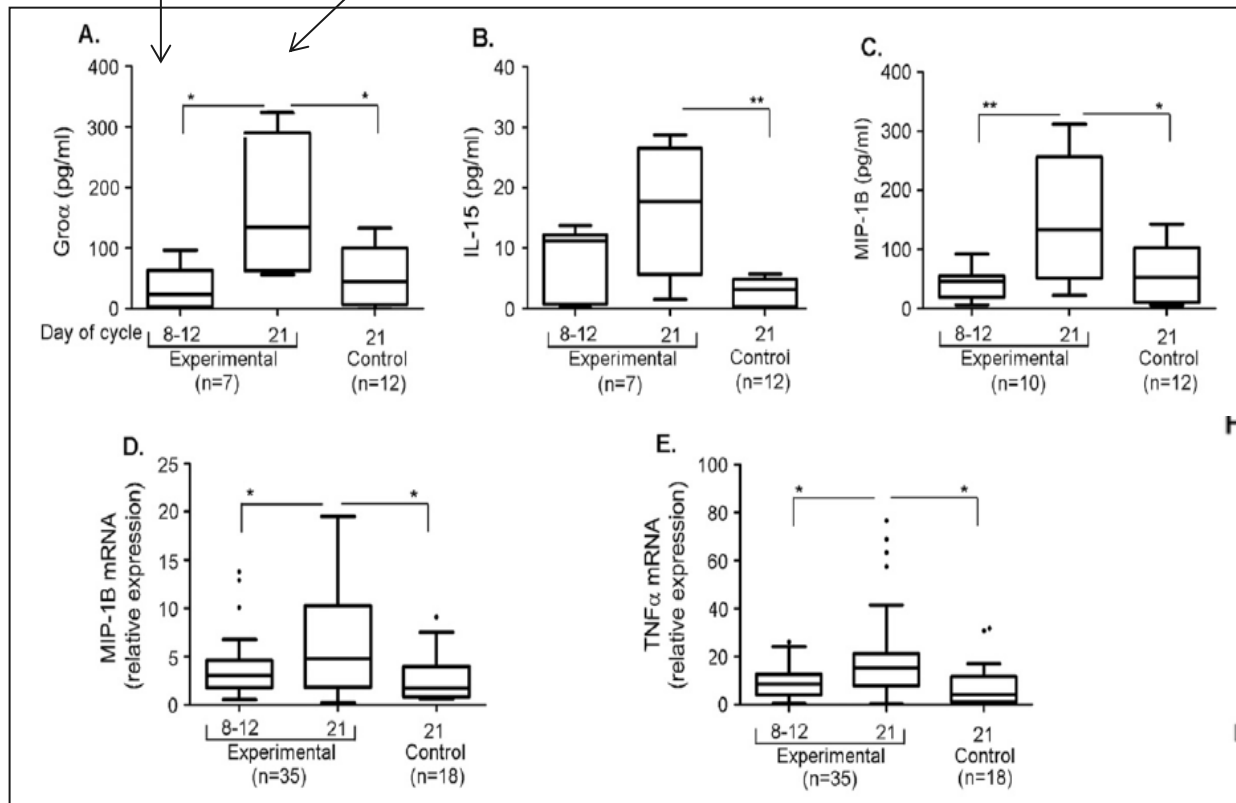 A.
400
300
200
100
0
Groα (pg/ml)
* *
Day of cycle 8-12 21 21
Experimental Control
(n=7) (n=12)
B.
40
30
20
10
0
IL-15 (pg/ml)
**
8-12 21 21
Experimental Control
(n=7) (n=12)
C.
400
300
200
100
0
MIP-1B (pg/ml)
** *
8-12 21 21
Experimental Control
(n=10) (n=12)
D.
25
20
15
10
5
0
MIP-1B mRNA
(relative expression)
* *
8-12 21 21
Experimental Control
(n=35) (n=18)
E.
100
80
60
40
20
0
TNFα mRNA
(relative expression)
* *
8-12 21 21
Experimental Control
(n=35) (n=18)